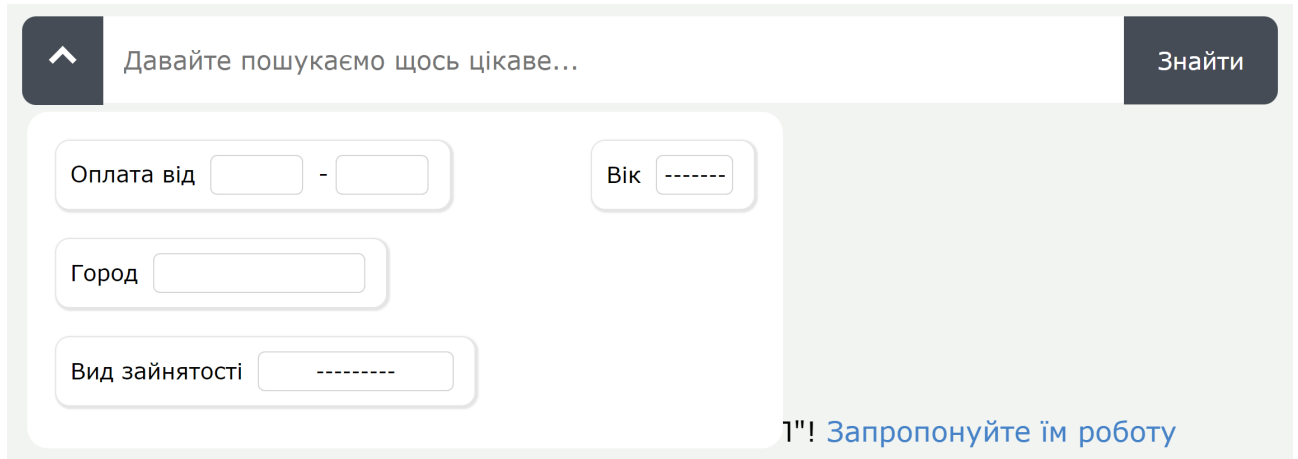 Давайте пошукаємо щось цікаве... Знайти
Оплата від - Вік -------
Город
Вид зайнятості ---------
"! Запропонуйте їм роботу